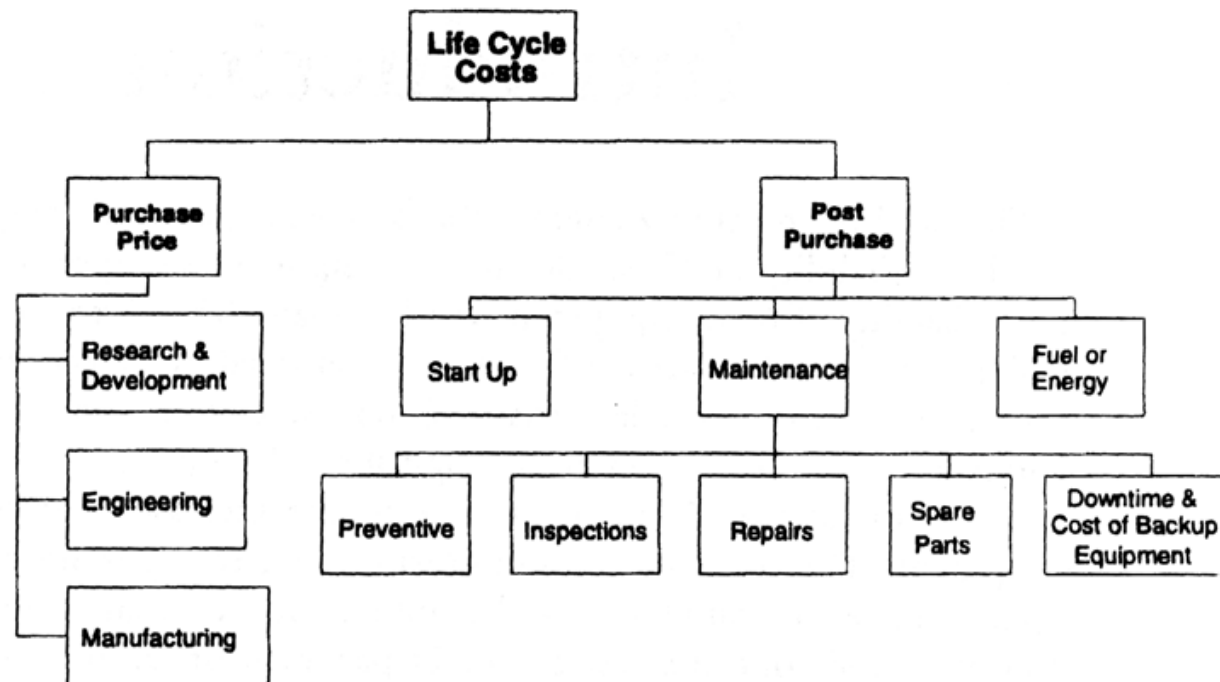 Life Cycle
Costs
Purchase
Price
Post
Purchase
Research &
Development
Engineering
Manufacturing
Start Up
Maintenance
Fuel or
Energy
Preventive
Inspections
Repairs
Spare
Parts
Downtime &
Cost of Backup
Equipment